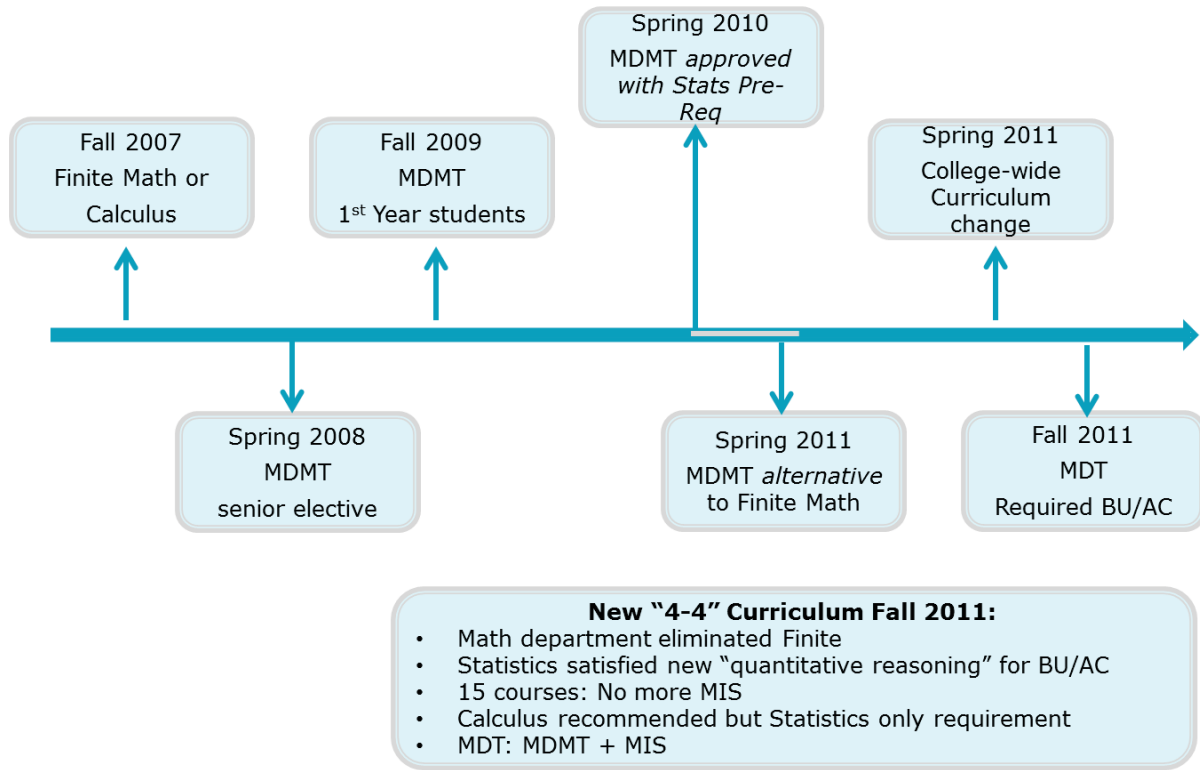 Spring 2010
MDMT approved
with Stats Pre-
Req
Fall 2007
Finite Math or
Calculus
Fall 2009
MDMT
1st Year students
Spring 2011
College-wide
Curriculum
change
Spring 2008
MDMT
senior elective
Spring 2011
MDMT alternative
to Finite Math
Fall 2011
MDT
Required BU/AC
New “4-4” Curriculum Fall 2011:
• Math department eliminated Finite
• Statistics satisfied new “quantitative reasoning” for BU/AC
• 15 courses: No more MIS
• Calculus recommended but Statistics only requirement
• MDT: MDMT + MIS